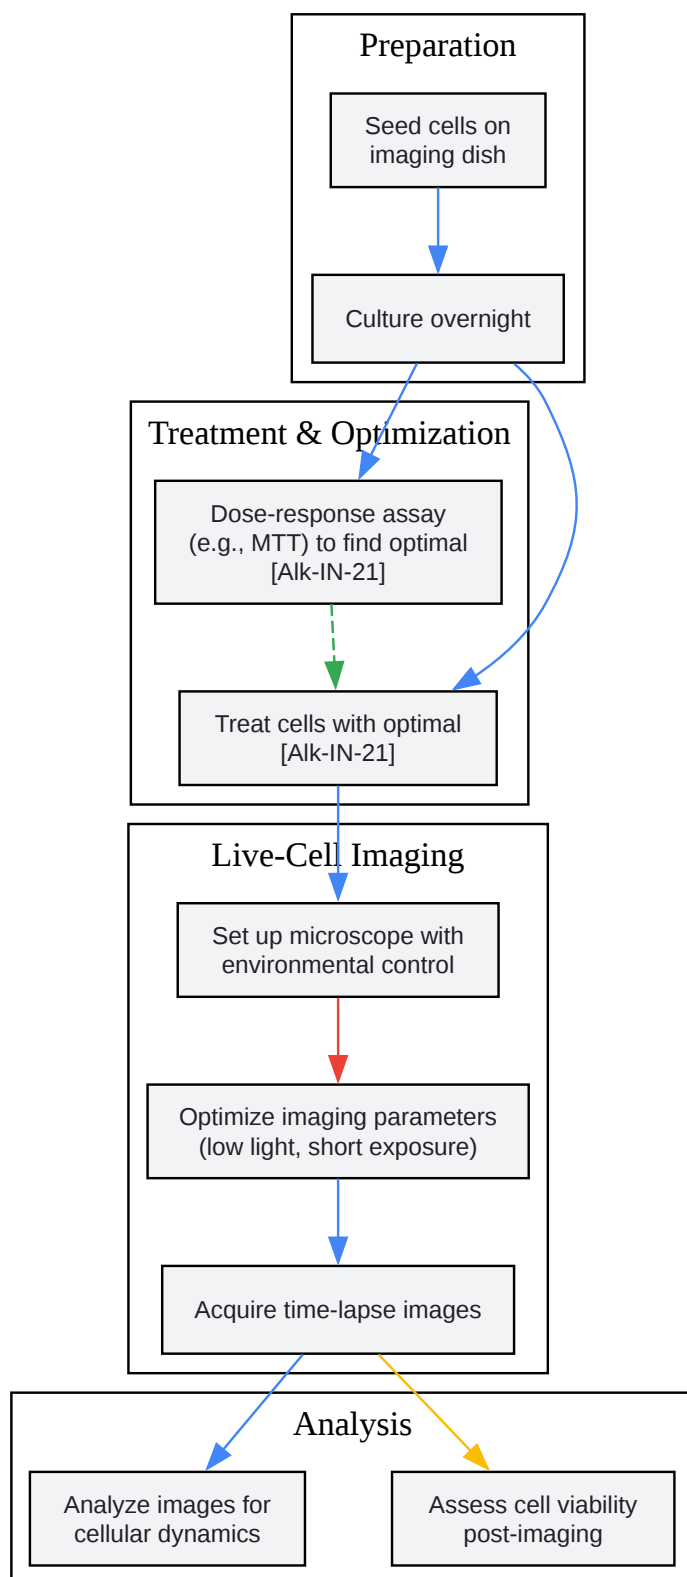 Preparation
Seed cells on
imaging dish
Culture overnight
Treatment & Optimization
Dose-response assay
(e.g., MTT) to find optimal
[Alk-IN-21]
Treat cells with optimal
[Alk-IN-21]
Live-Cell Imaging
Set up microscope with
environmental control
Optimize imaging parameters
(low light, short exposure)
Acquire time-lapse images
Analysis
Analyze images for
cellular dynamics
Assess cell viability
post-imaging